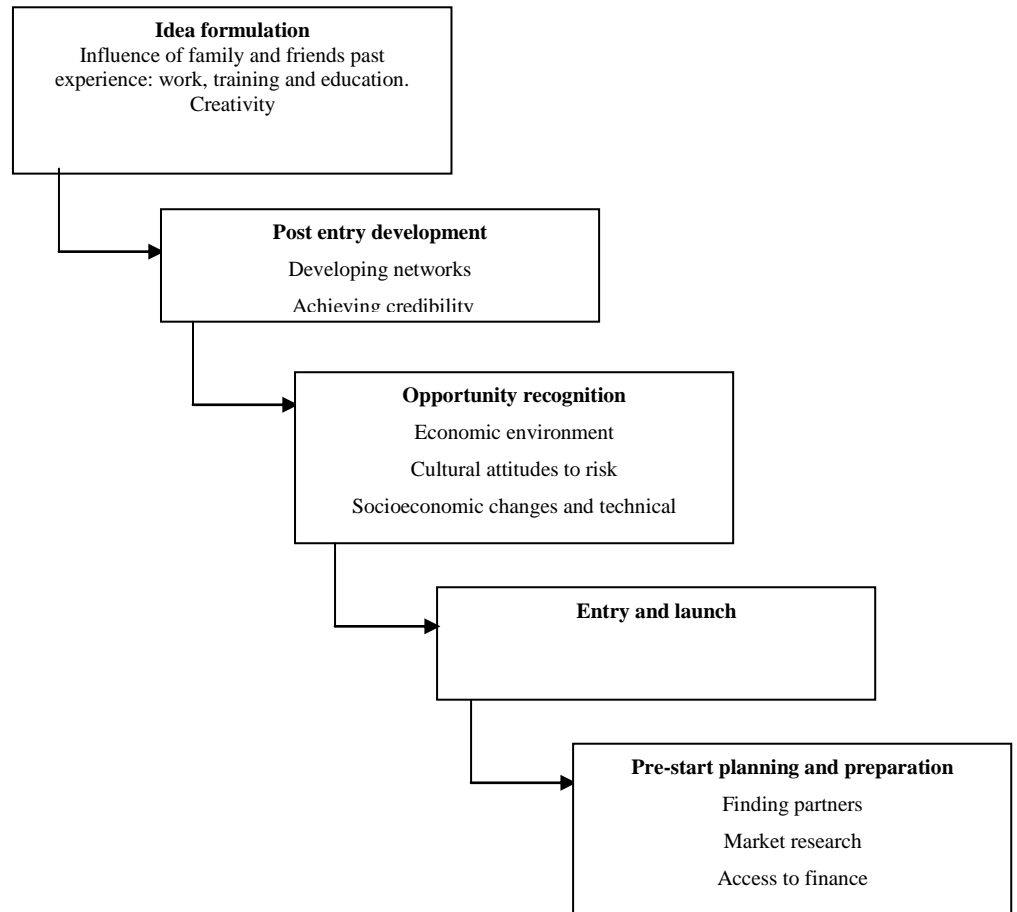 Idea formulation
Influence of family and friends past
experience: work, training and education.
Creativity
Post entry development
Developing networks
Achieving credibility
Opportunity recognition
Economic environment
Cultural attitudes to risk
Socioeconomic changes and technical
Entry and launch
Pre-start planning and preparation
Finding partners
Market research
Access to finance